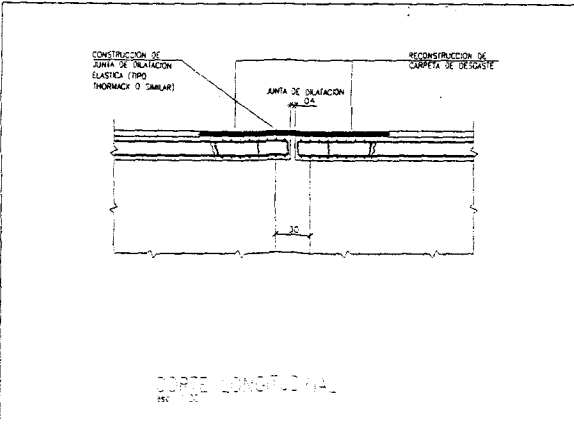 CONSTRUCCION DE
JUNTA DE DILATACION
ELASTICA (TIPO
THORMACK O SIMILAR)
RECONSTRUCCION DE
CARPETA DE DESGASTE
JUNTA DE DILATACION
04
30
CORTE LONGITUDINAL
esc